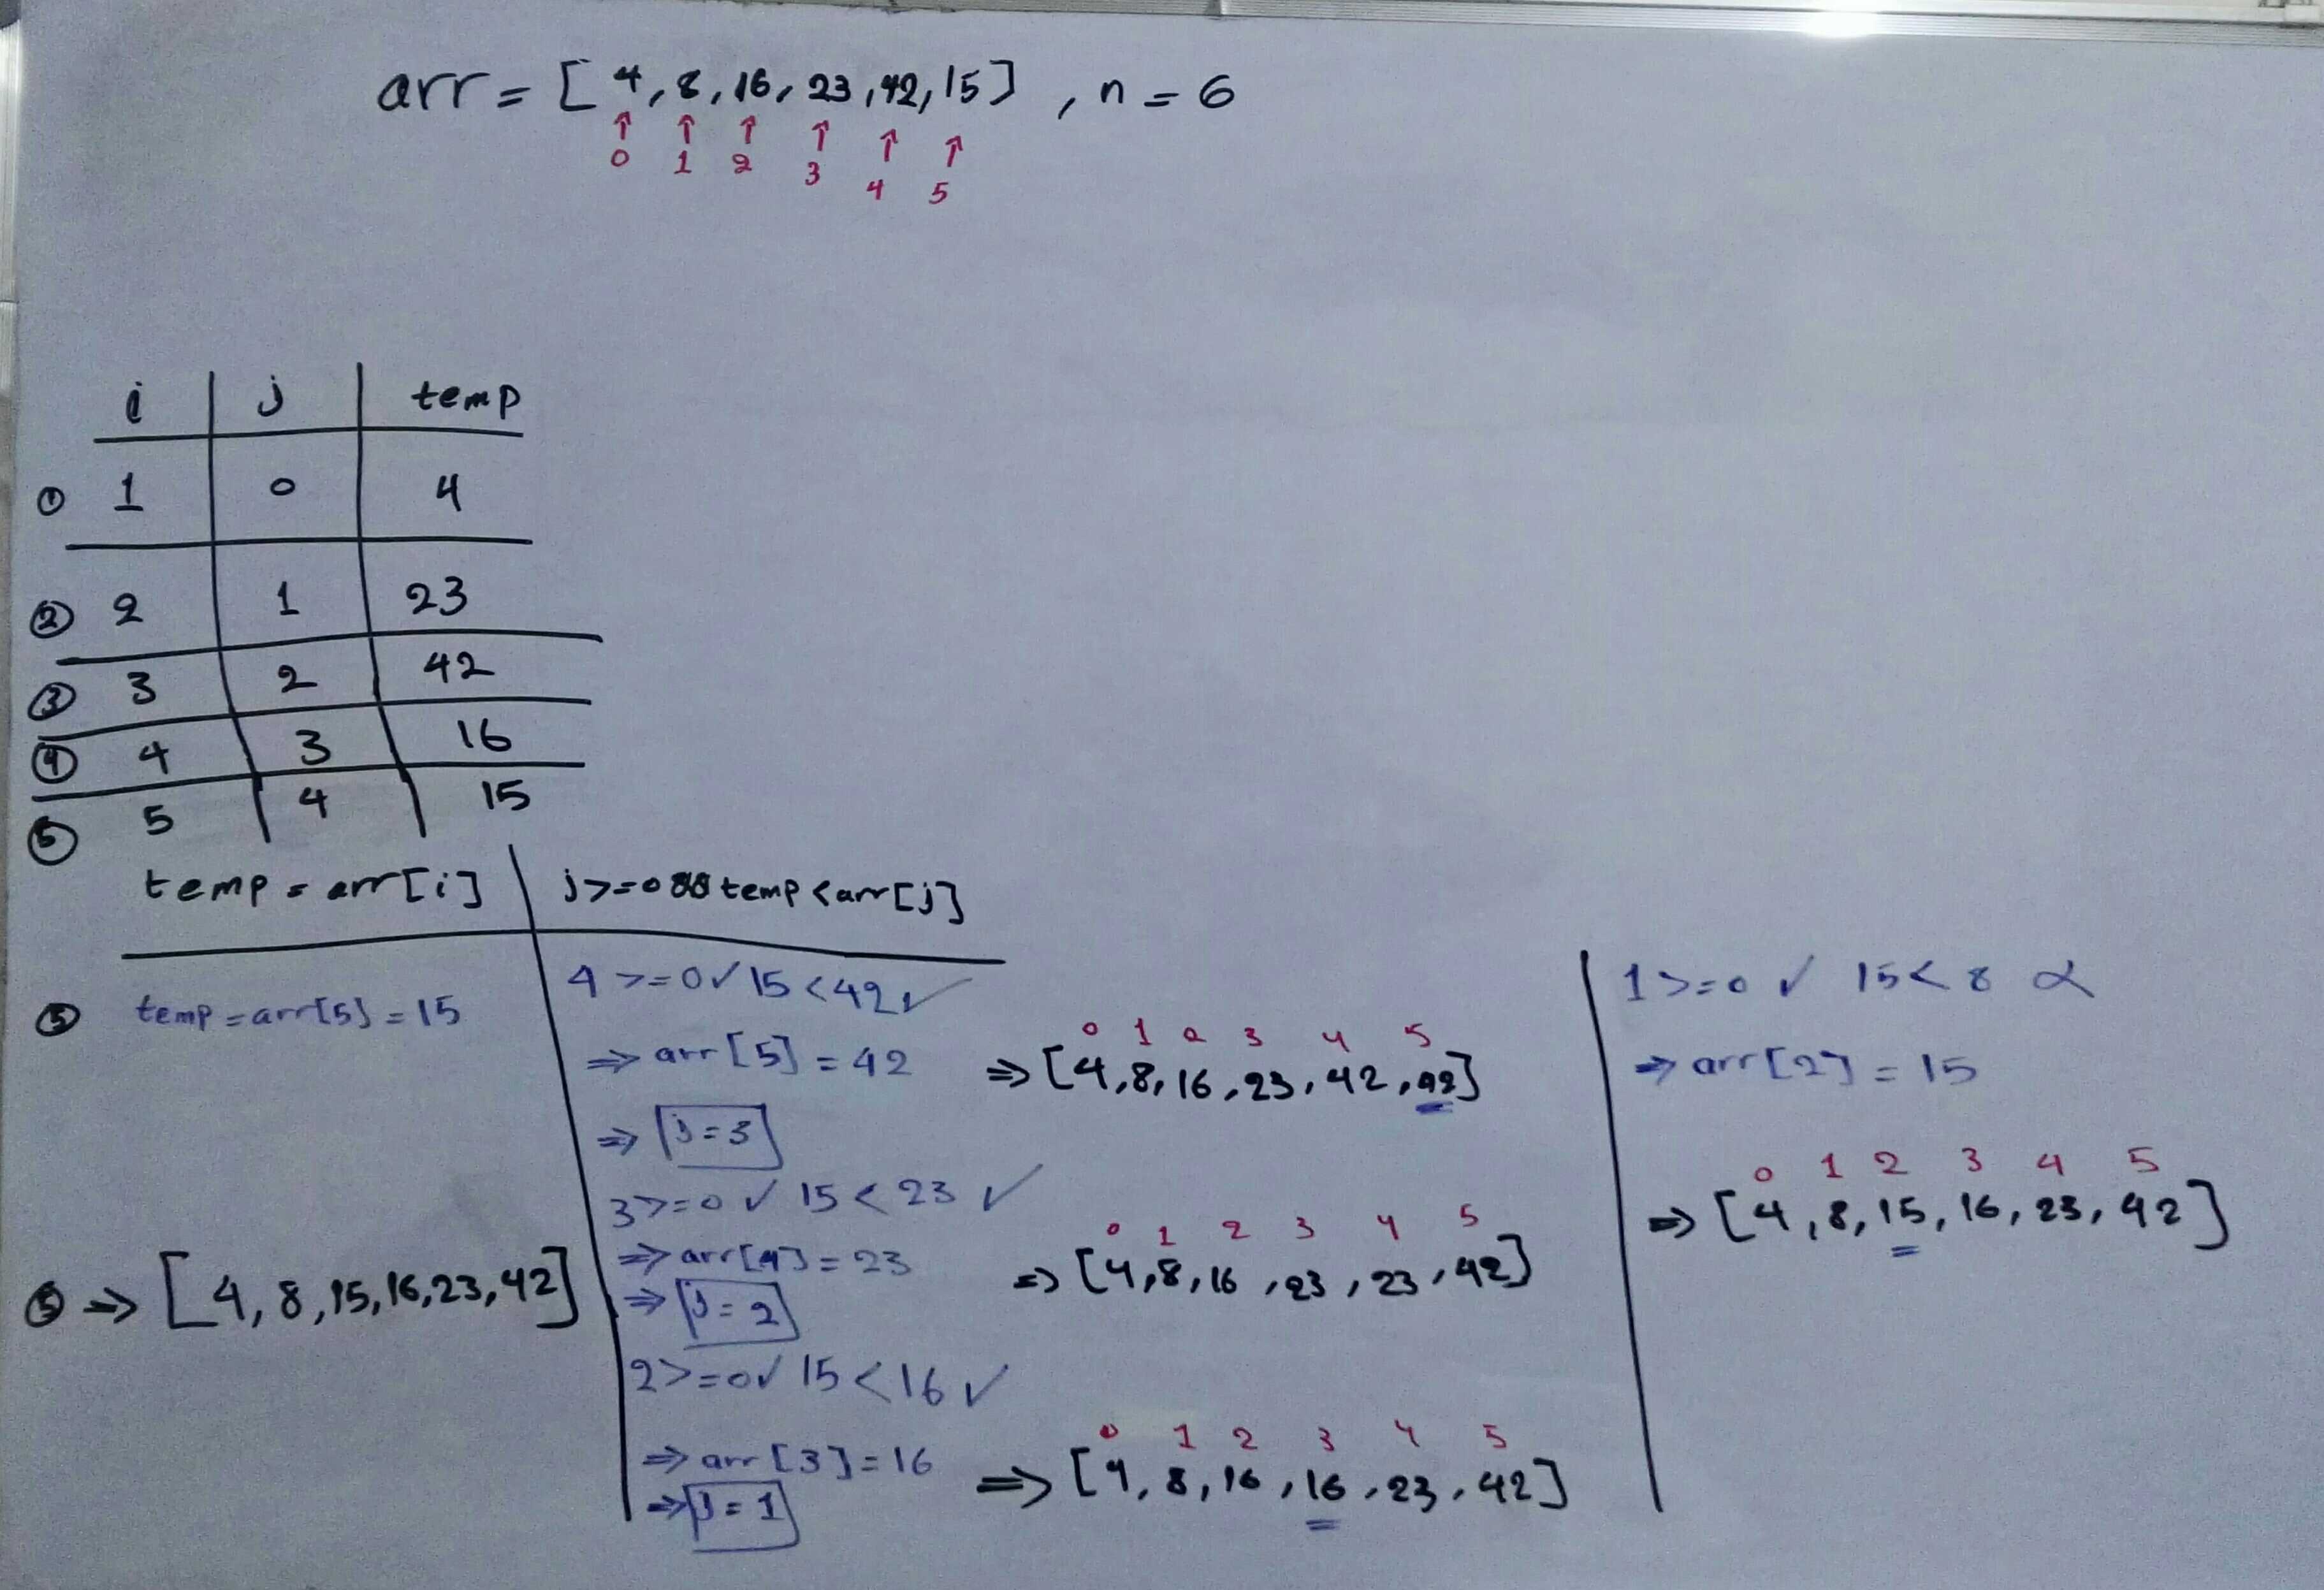 arr = [ 4, 8, 16, 23, 42, 15 ] , n = 6
↑ ↑ ↑ ↑ ↑ ↑
0 1 2 3 4 5
i | j | temp
① 1 | 0 | 4
② 2 | 1 | 23
③ 3 | 2 | 42
④ 4 | 3 | 16
⑤ 5 | 4 | 15
temp = arr[i] | j>=0 && temp < arr[j]
⑤ temp = arr[5] = 15
4 >= 0 ✓ 15 < 42 ✓
⇒ arr[5] = 42
0 1 2 3 4 5
⇒ [4, 8, 16, 23, 42, 42]
⇒ j = 3
3 >= 0 ✓ 15 < 23 ✓
⇒ arr[4] = 23
0 1 2 3 4 5
⇒ [4, 8, 16, 23, 23, 42]
⇒ j = 2
2 >= 0 ✓ 15 < 16 ✓
⇒ arr[3] = 16
0 1 2 3 4 5
⇒ [4, 8, 16, 16, 23, 42]
⇒ j = 1
1 >= 0 ✓ 15 < 8 x
⇒ arr[2] = 15
0 1 2 3 4 5
⇒ [4, 8, 15, 16, 23, 42]
⑤ ⇒ [4, 8, 15, 16, 23, 42]